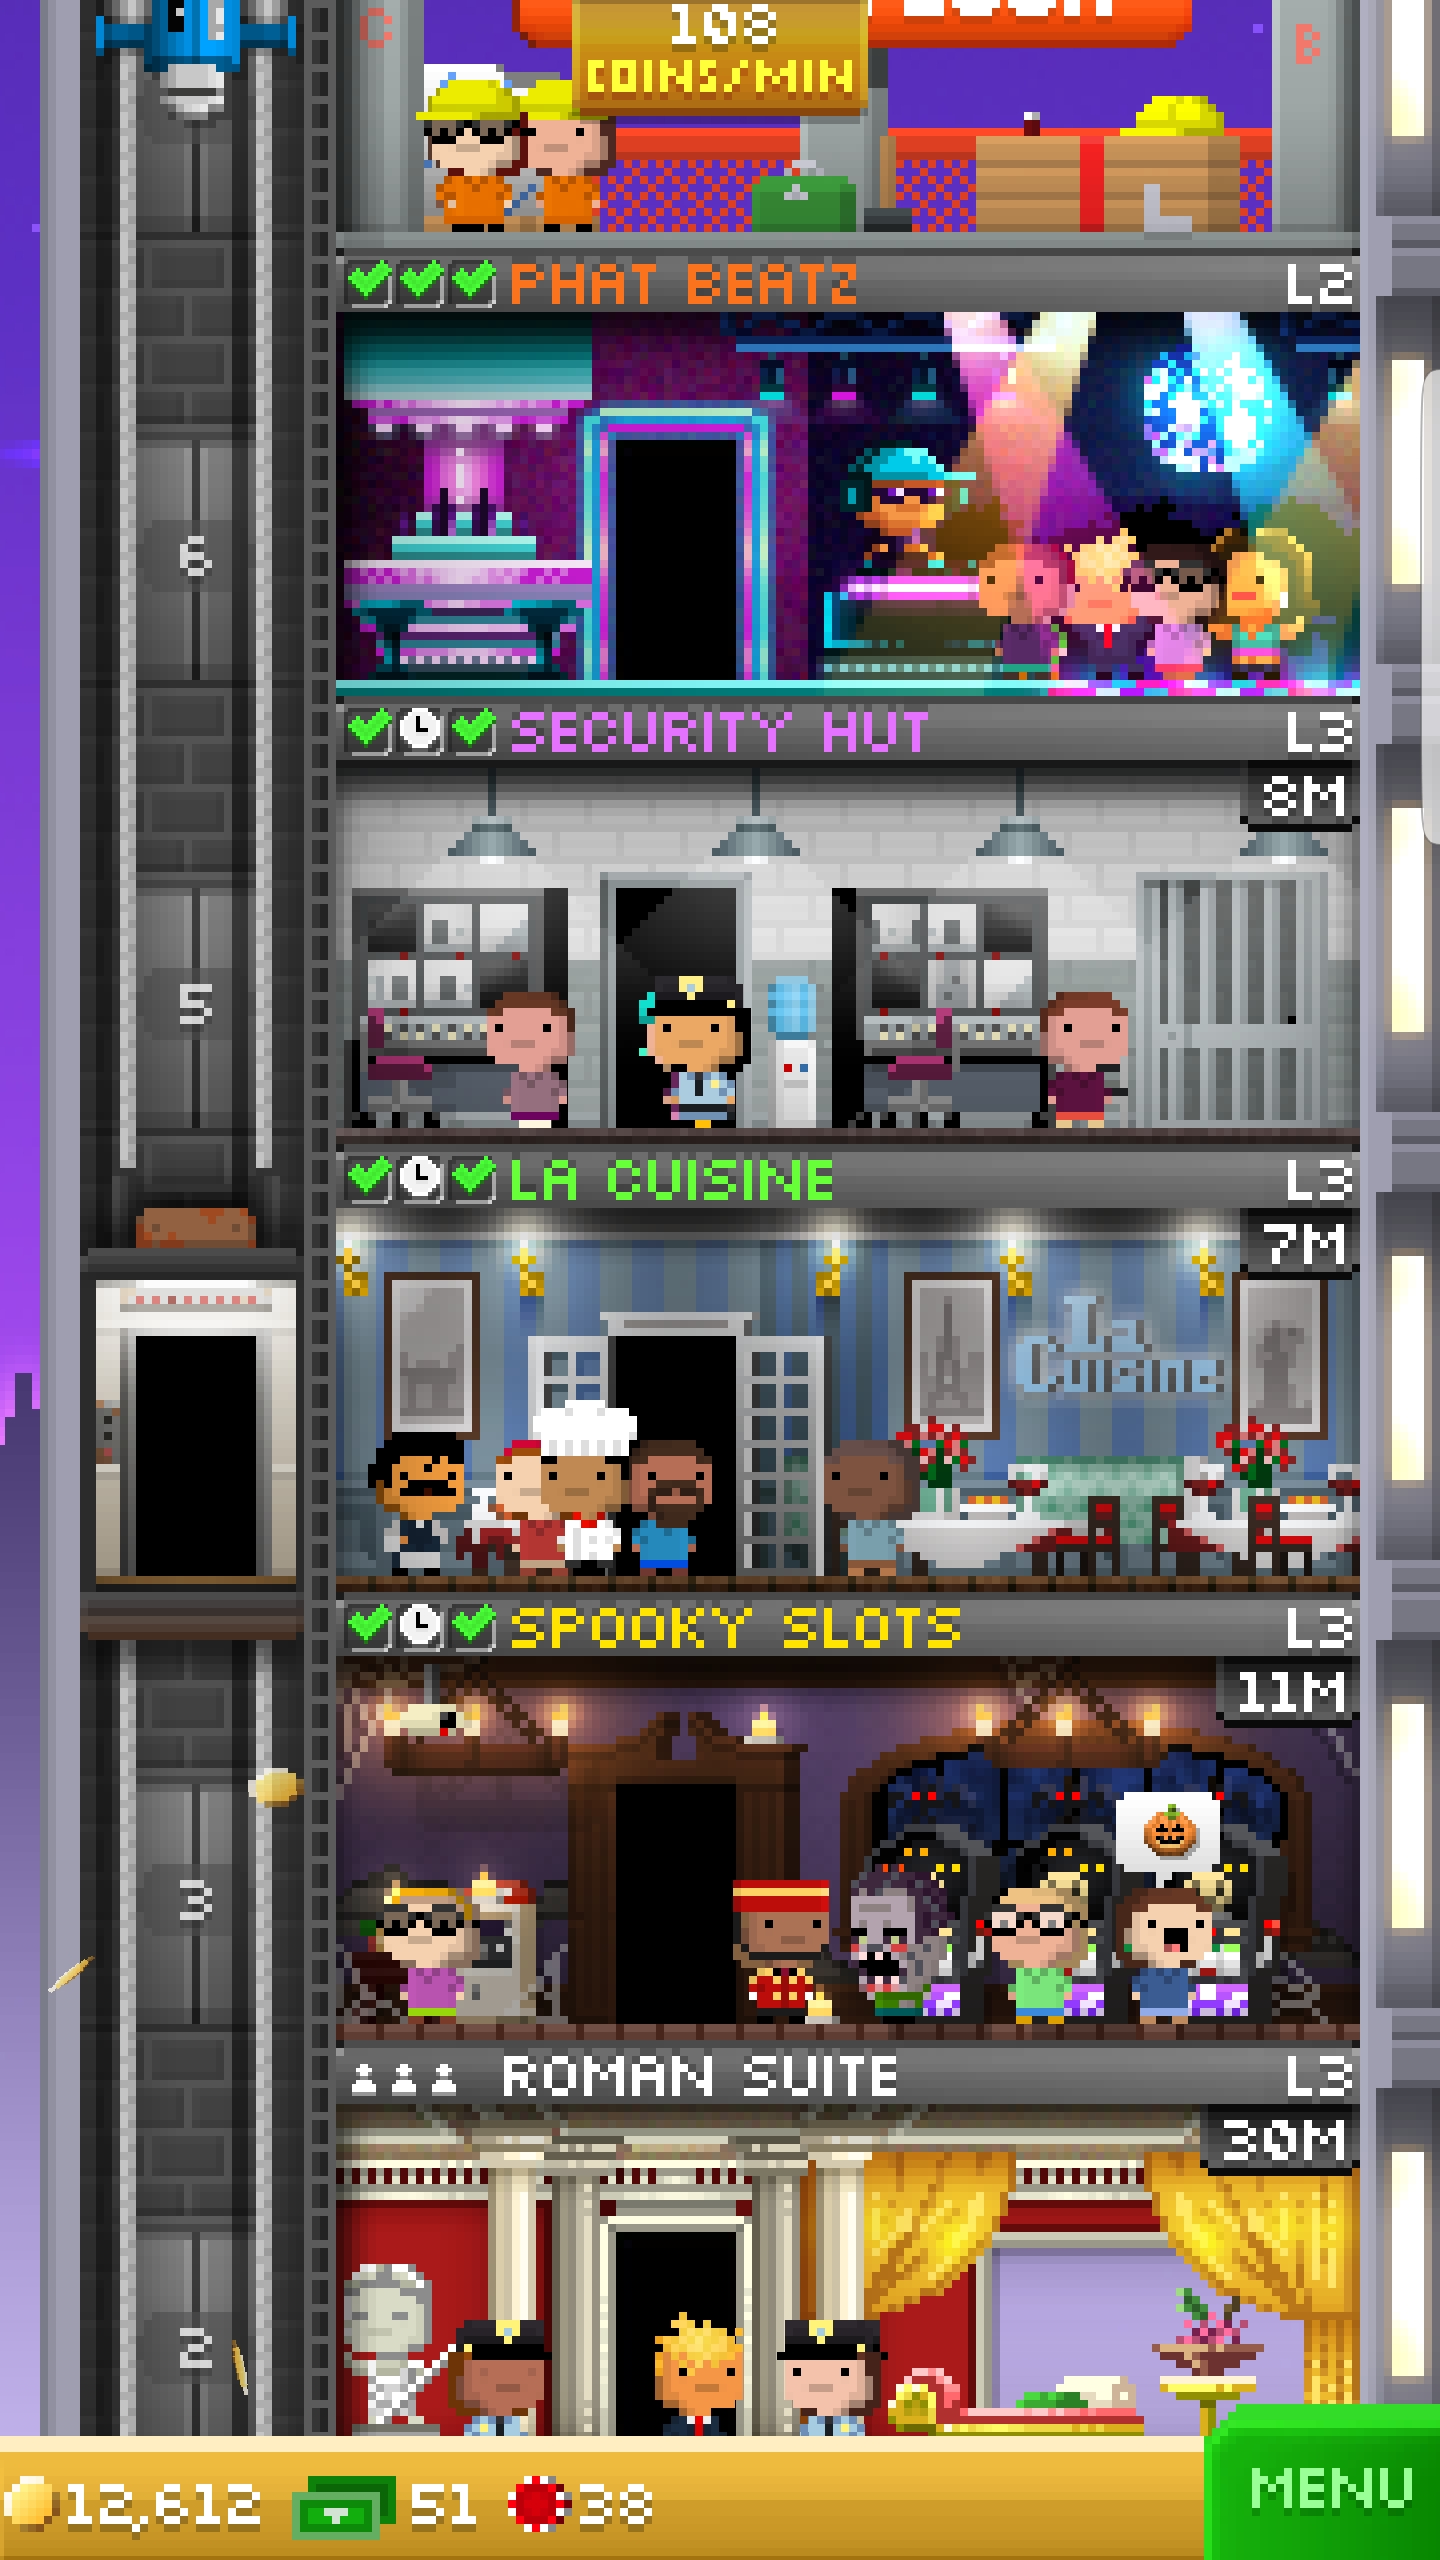 108
COINS/MIN
C
B
PHAT BEATZ L2
6
SECURITY HUT L3
8M
5
LA CUISINE L3
7M
La
Cuisine
SPOOKY SLOTS L3
11M
3
ROMAN SUITE L3
30M
2
12,612 51 38
MENU